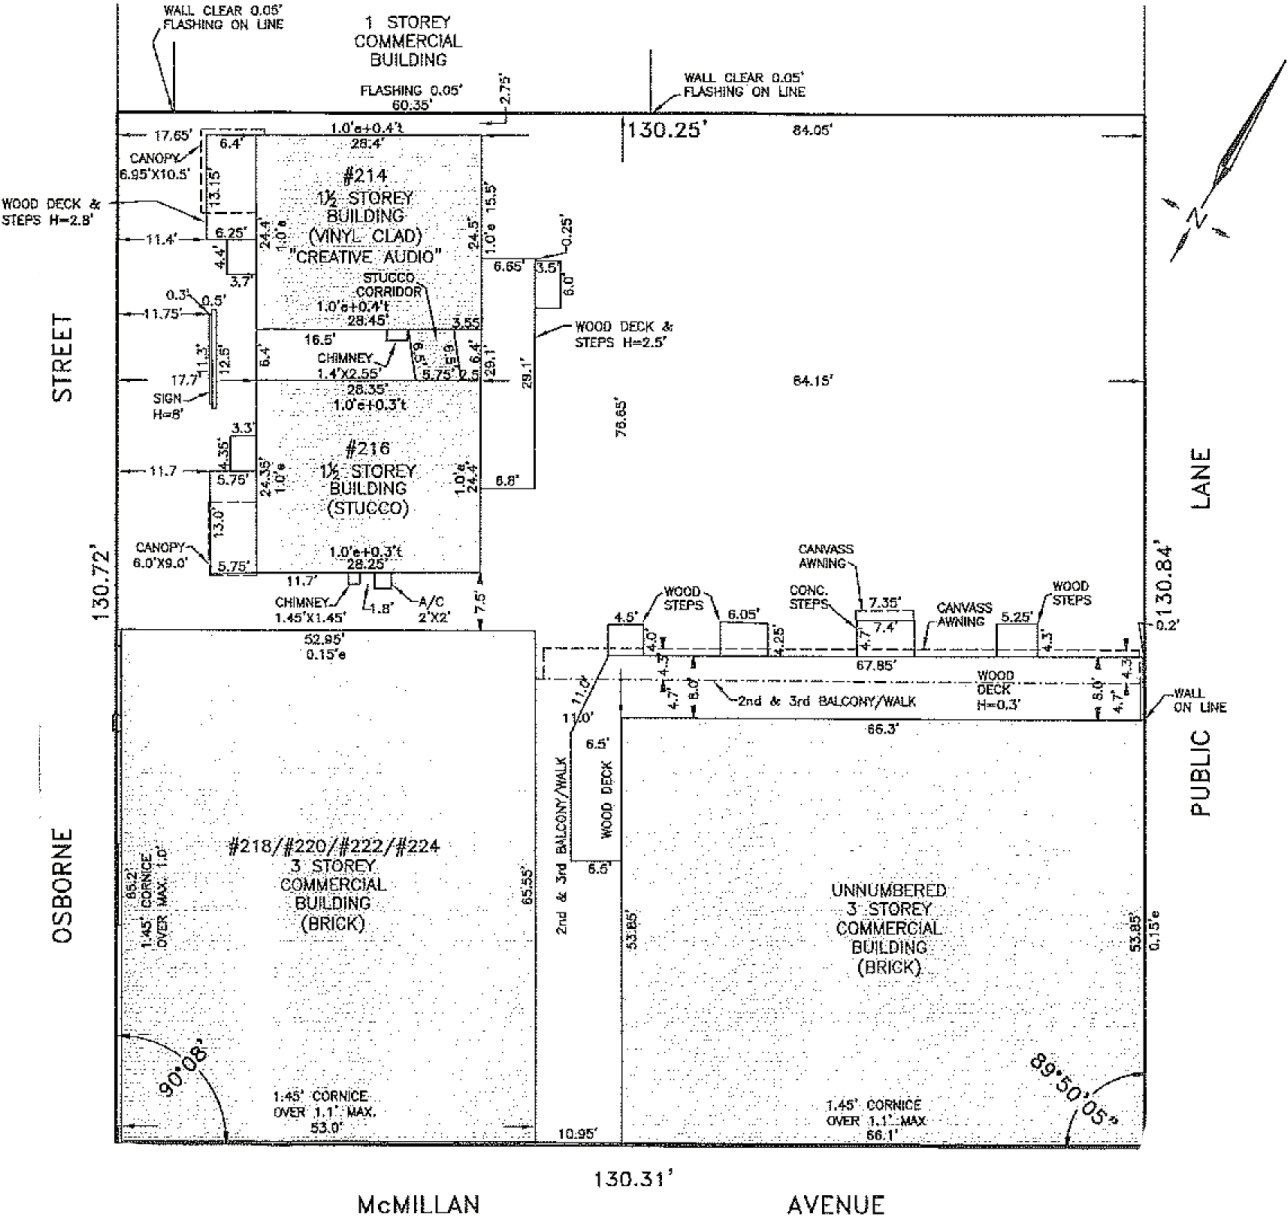 WALL CLEAR 0.05'
FLASHING ON LINE
1 STOREY
COMMERCIAL
BUILDING
FLASHING 0.05'
60.35'
2.75'
WALL CLEAR 0.05'
FLASHING ON LINE
130.25'
84.05'
17.65'
1.0'e+0.4't
28.4'
6.4'
CANOPY
6.95'X10.5'
13.15'
WOOD DECK &
STEPS H=2.8'
#214
1½ STOREY
BUILDING
(VINYL CLAD)
"CREATIVE AUDIO"
15.5'
24.4'
1.0'e
24.5'
1.0'e
6.25'
11.4'
4.4'
3.7'
0.25'
6.65'
3.5'
6.0'
N
STUCCO
CORRIDOR
1.0'e+0.4't
28.45'
3.55'
0.3'
0.5'
11.75'
16.5'
WOOD DECK &
STEPS H=2.5'
CHIMNEY
1.4'X2.55'
6.4'
6.5'
6.5'
6.4'
5.75'
29.1'
29.1'
11.3'
12.5'
17.7'
SIGN
H=8'
28.35'
1.0'e+0.3't
84.15'
76.65'
STREET
3.3'
4.35'
11.7
5.75'
#216
1½ STOREY
BUILDING
(STUCCO)
24.35'
1.0'e
1.0'e
24.4'
6.8'
13.0'
CANOPY
6.0'X9.0'
5.75'
1.0'e+0.3't
28.25'
11.7'
CHIMNEY
1.45'X1.45'
1.8'
A/C
2'X2'
7.5'
LANE
130.72'
130.84'
CANVASS
AWNING
WOOD
STEPS
CONC.
STEPS
7.35'
7.4'
CANVASS
AWNING
WOOD
STEPS
4.5'
6.05'
5.25'
4.0'
4.25'
4.7'
4.3'
0.2'
52.95'
0.15'e
67.85'
4.3'
4.7'
8.0'
2nd & 3rd BALCONY/WALK
WOOD
DECK
H=0.3'
8.0'
4.3'
4.7'
WALL
ON LINE
11.0'
11.0'
66.3'
6.5'
WOOD DECK
6.5'
2nd & 3rd BALCONY/WALK
PUBLIC
OSBORNE
65.2'
1.45' CORNICE
OVER MAX. 1.0'
#218/#220/#222/#224
3 STOREY
COMMERCIAL
BUILDING
(BRICK)
65.55'
53.85'
UNNUMBERED
3 STOREY
COMMERCIAL
BUILDING
(BRICK)
53.85'
0.15'e
90°08'
89°50'05"
1.45' CORNICE
OVER 1.1' MAX.
53.0'
10.95'
1.45' CORNICE
OVER 1.1' MAX
66.1'
130.31'
McMILLAN AVENUE